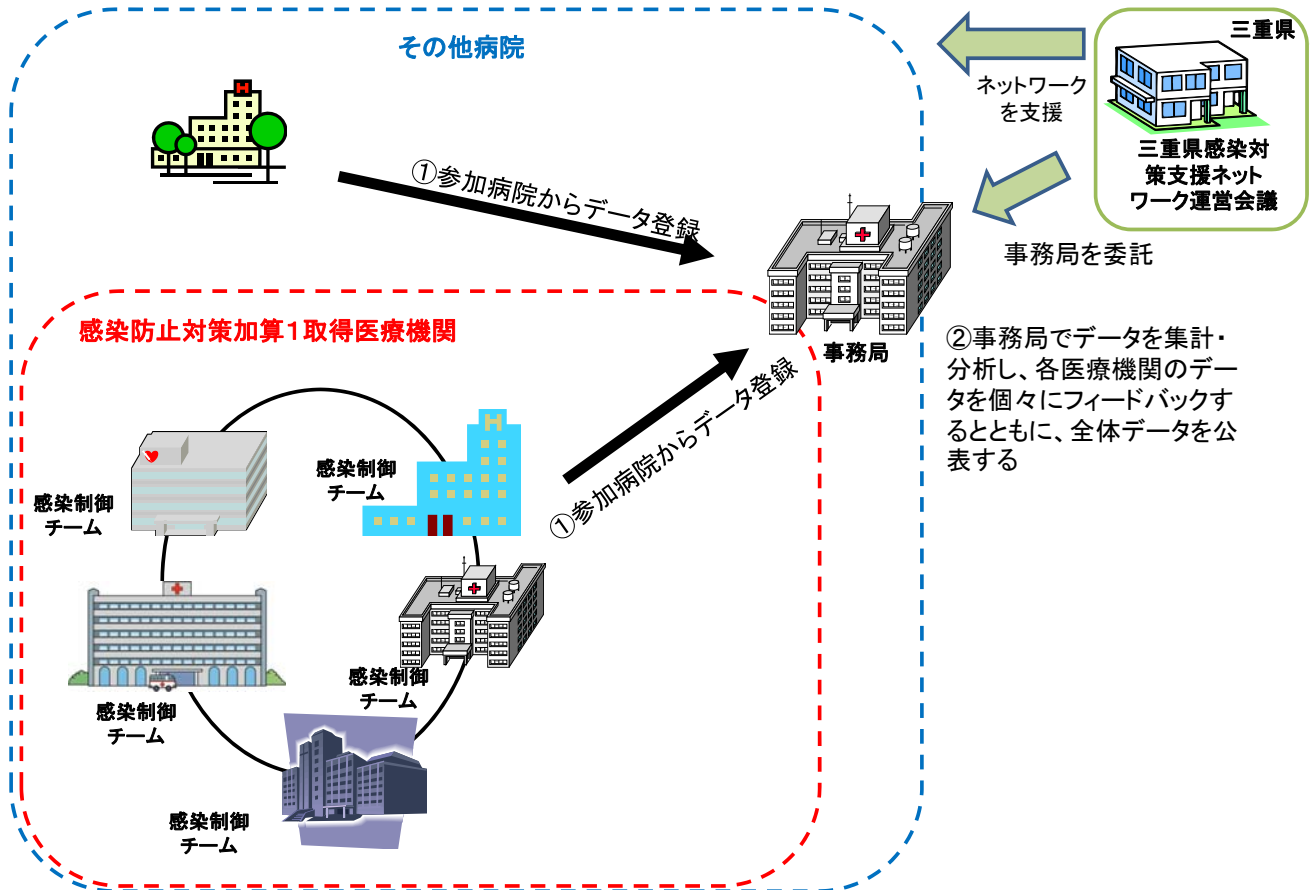 その他病院
三重県
ネットワーク
を支援
三重県感染対
策支援ネット
ワーク運営会議
①参加病院からデータ登録
事務局を委託
感染防止対策加算1取得医療機関
事務局
②事務局でデータを集計・
分析し、各医療機関のデー
タを個々にフィードバックす
るとともに、全体データを公
表する
①参加病院からデータ登録
H
H
感染制御
チーム
感染制御
チーム
感染制御
チーム
感染制御
チーム
感染制御
チーム